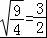 √(9/4) = 3/2